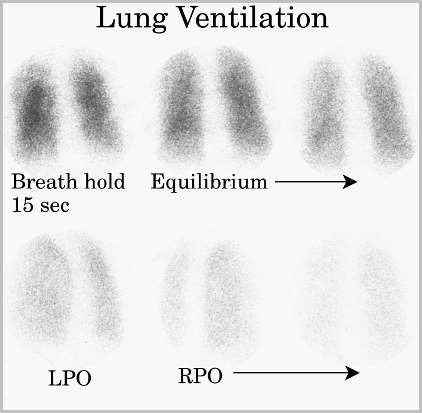 Lung Ventilation
Breath hold
15 sec
Equilibrium
LPO
RPO